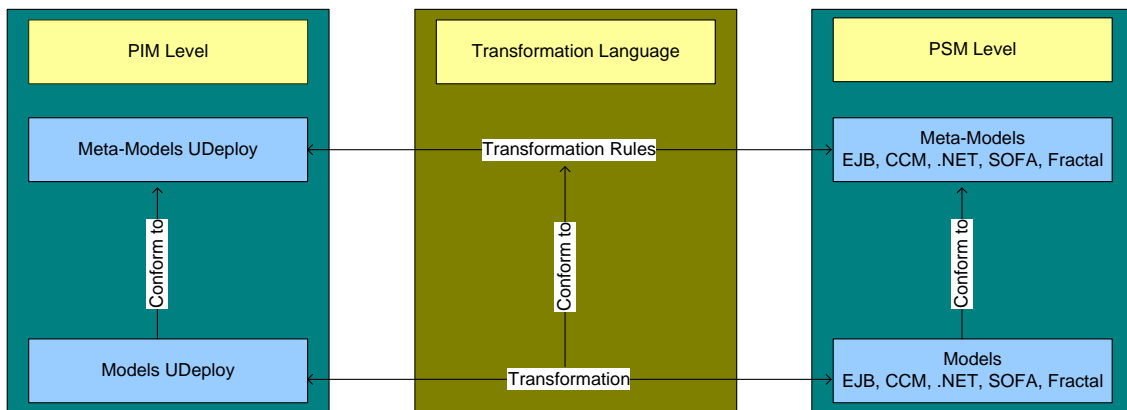 PIM Level
Transformation Language
PSM Level
Meta-Models UDeploy
Transformation Rules
Meta-Models
EJB, CCM, .NET, SOFA, Fractal
Conform to
Conform to
Conform to
Models UDeploy
Transformation
Models
EJB, CCM, .NET, SOFA, Fractal